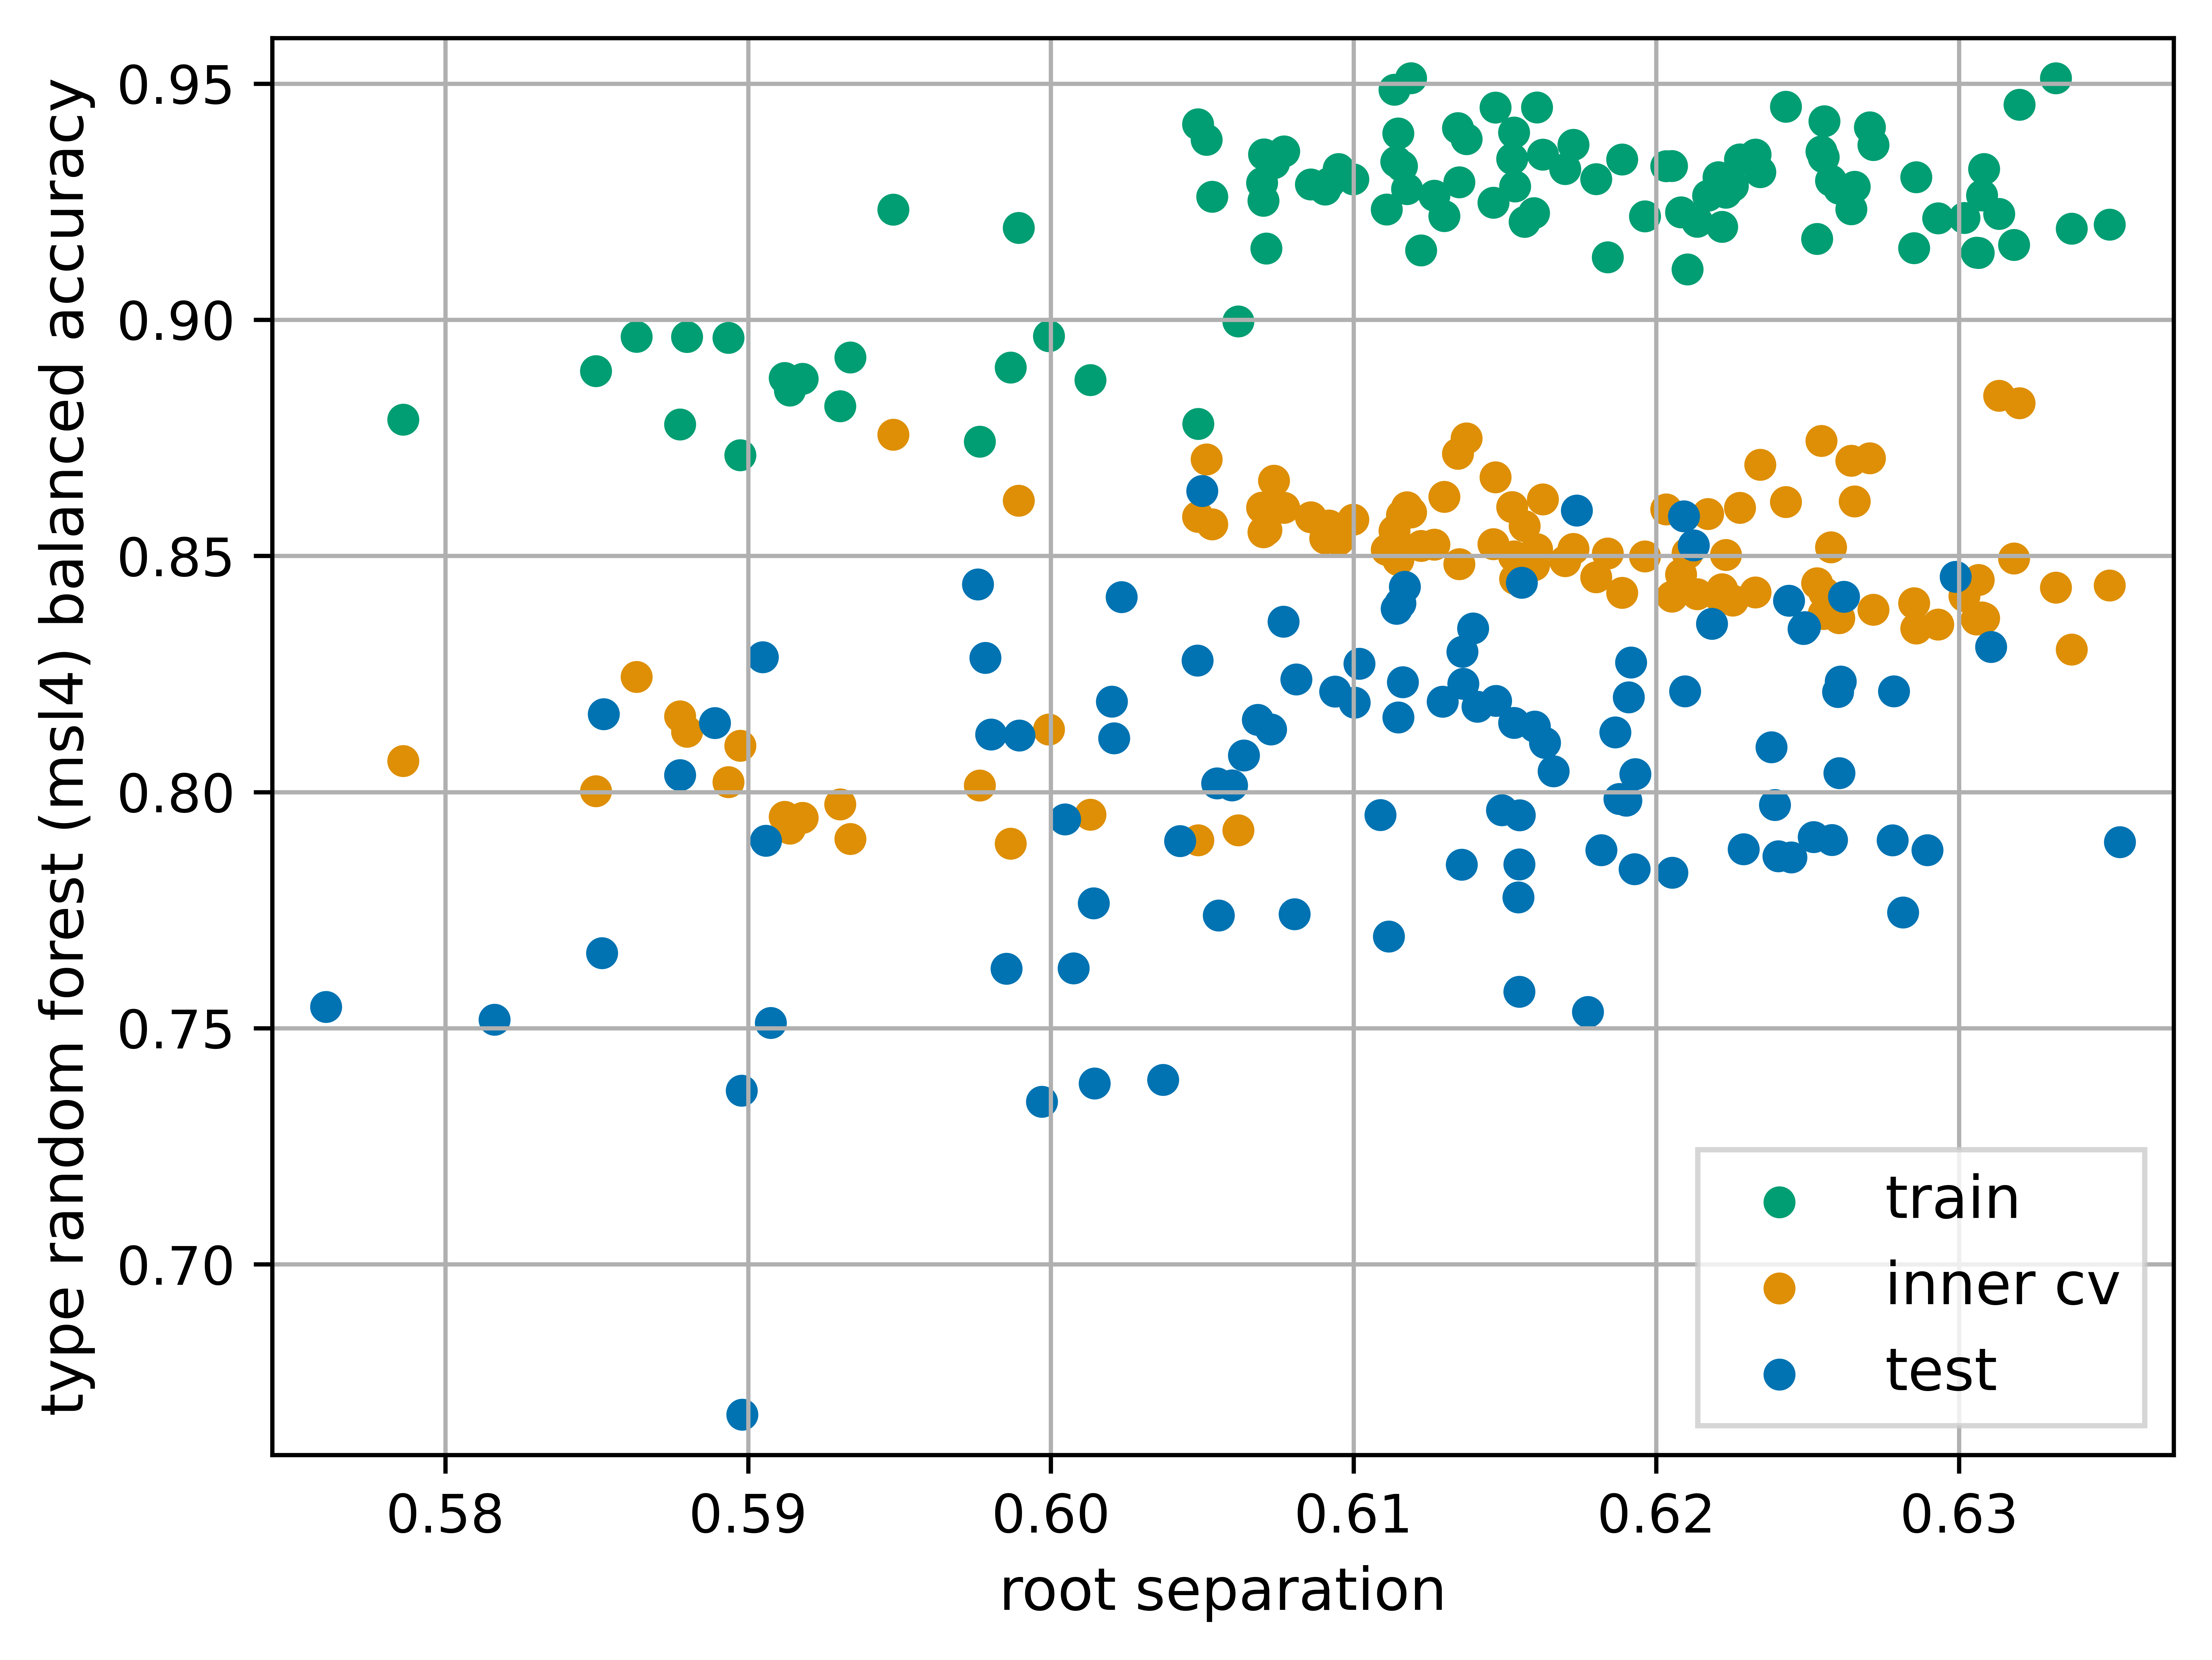 type random forest (msl4) balanced accuracy
0.95
0.90
0.85
0.80
0.75
0.70
0.58
0.59
0.60
0.61
0.62
0.63
root separation
train
inner cv
test